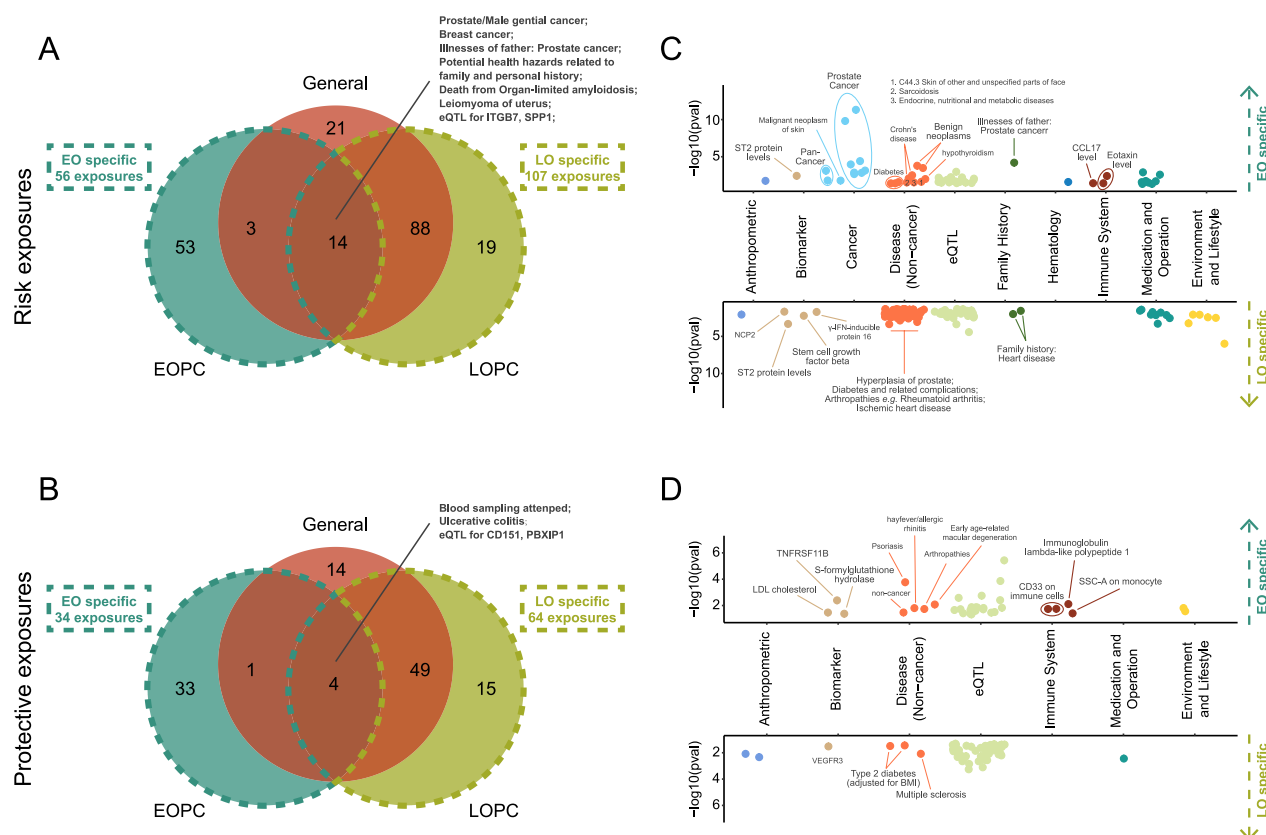 A
Prostate/Male gential cancer;
Breast cancer;
Illnesses of father: Prostate cancer;
Potential health hazards related to
family and personal history;
Death from Organ-limited amyloidosis;
Leiomyoma of uterus;
eQTL for ITGB7, SPP1;
General
21
EO specific
56 exposures
LO specific
107 exposures
53
3
14
88
19
EOPC
LOPC
Risk exposures
B
Blood sampling attenped;
Ulcerative colitis;
eQTL for CD151, PBXIP1
General
14
EO specific
34 exposures
LO specific
64 exposures
33
1
4
49
15
EOPC
LOPC
Protective exposures
C
Prostate
Cancer
1. C44.3 Skin of other and unspecified parts of face
2. Sarcoidosis
3. Endocrine, nutritional and metabolic diseases
Malignant neoplasm
of skin
Crohn's
disease
Benign
neoplasms
Illnesses of father:
Prostate cancerr
ST2 protein
levels
Pan-
Cancer
hypothyroidism
CCL17
level
Eotaxin
level
Diabetes
2 3 1
−log10(pval)
10
5
EO specific
Anthropometric
Biomarker
Cancer
Disease
(Non−cancer)
eQTL
Family History
Hematology
Immune System
Medication and
Operation
Environment
and Lifestyle
−log10(pval)
5
10
LO specific
NCP2
γ-IFN-inducible
protein 16
Stem cell growth
factor beta
ST2 protein levels
Family history:
Heart disease
Hyperplasia of prostate;
Diabetes and related complications;
Arthropathies e.g. Rheumatoid arthritis;
Ischemic heart disease
D
hayfever/allergic
rhinitis
Early age-related
macular degeneration
Immunoglobulin
lambda-like polypeptide 1
TNFRSF11B
Psoriasis
Arthropathies
S-formylglutathione
hydrolase
CD33 on
immune cells
SSC-A on monocyte
LDL cholesterol
non-cancer
−log10(pval)
6
4
2
EO specific
Anthropometric
Biomarker
Disease
(Non−cancer)
eQTL
Immune System
Medication and
Operation
Environment
and Lifestyle
−log10(pval)
2
4
6
LO specific
VEGFR3
Type 2 diabetes
(adjusted for BMI)
Multiple sclerosis